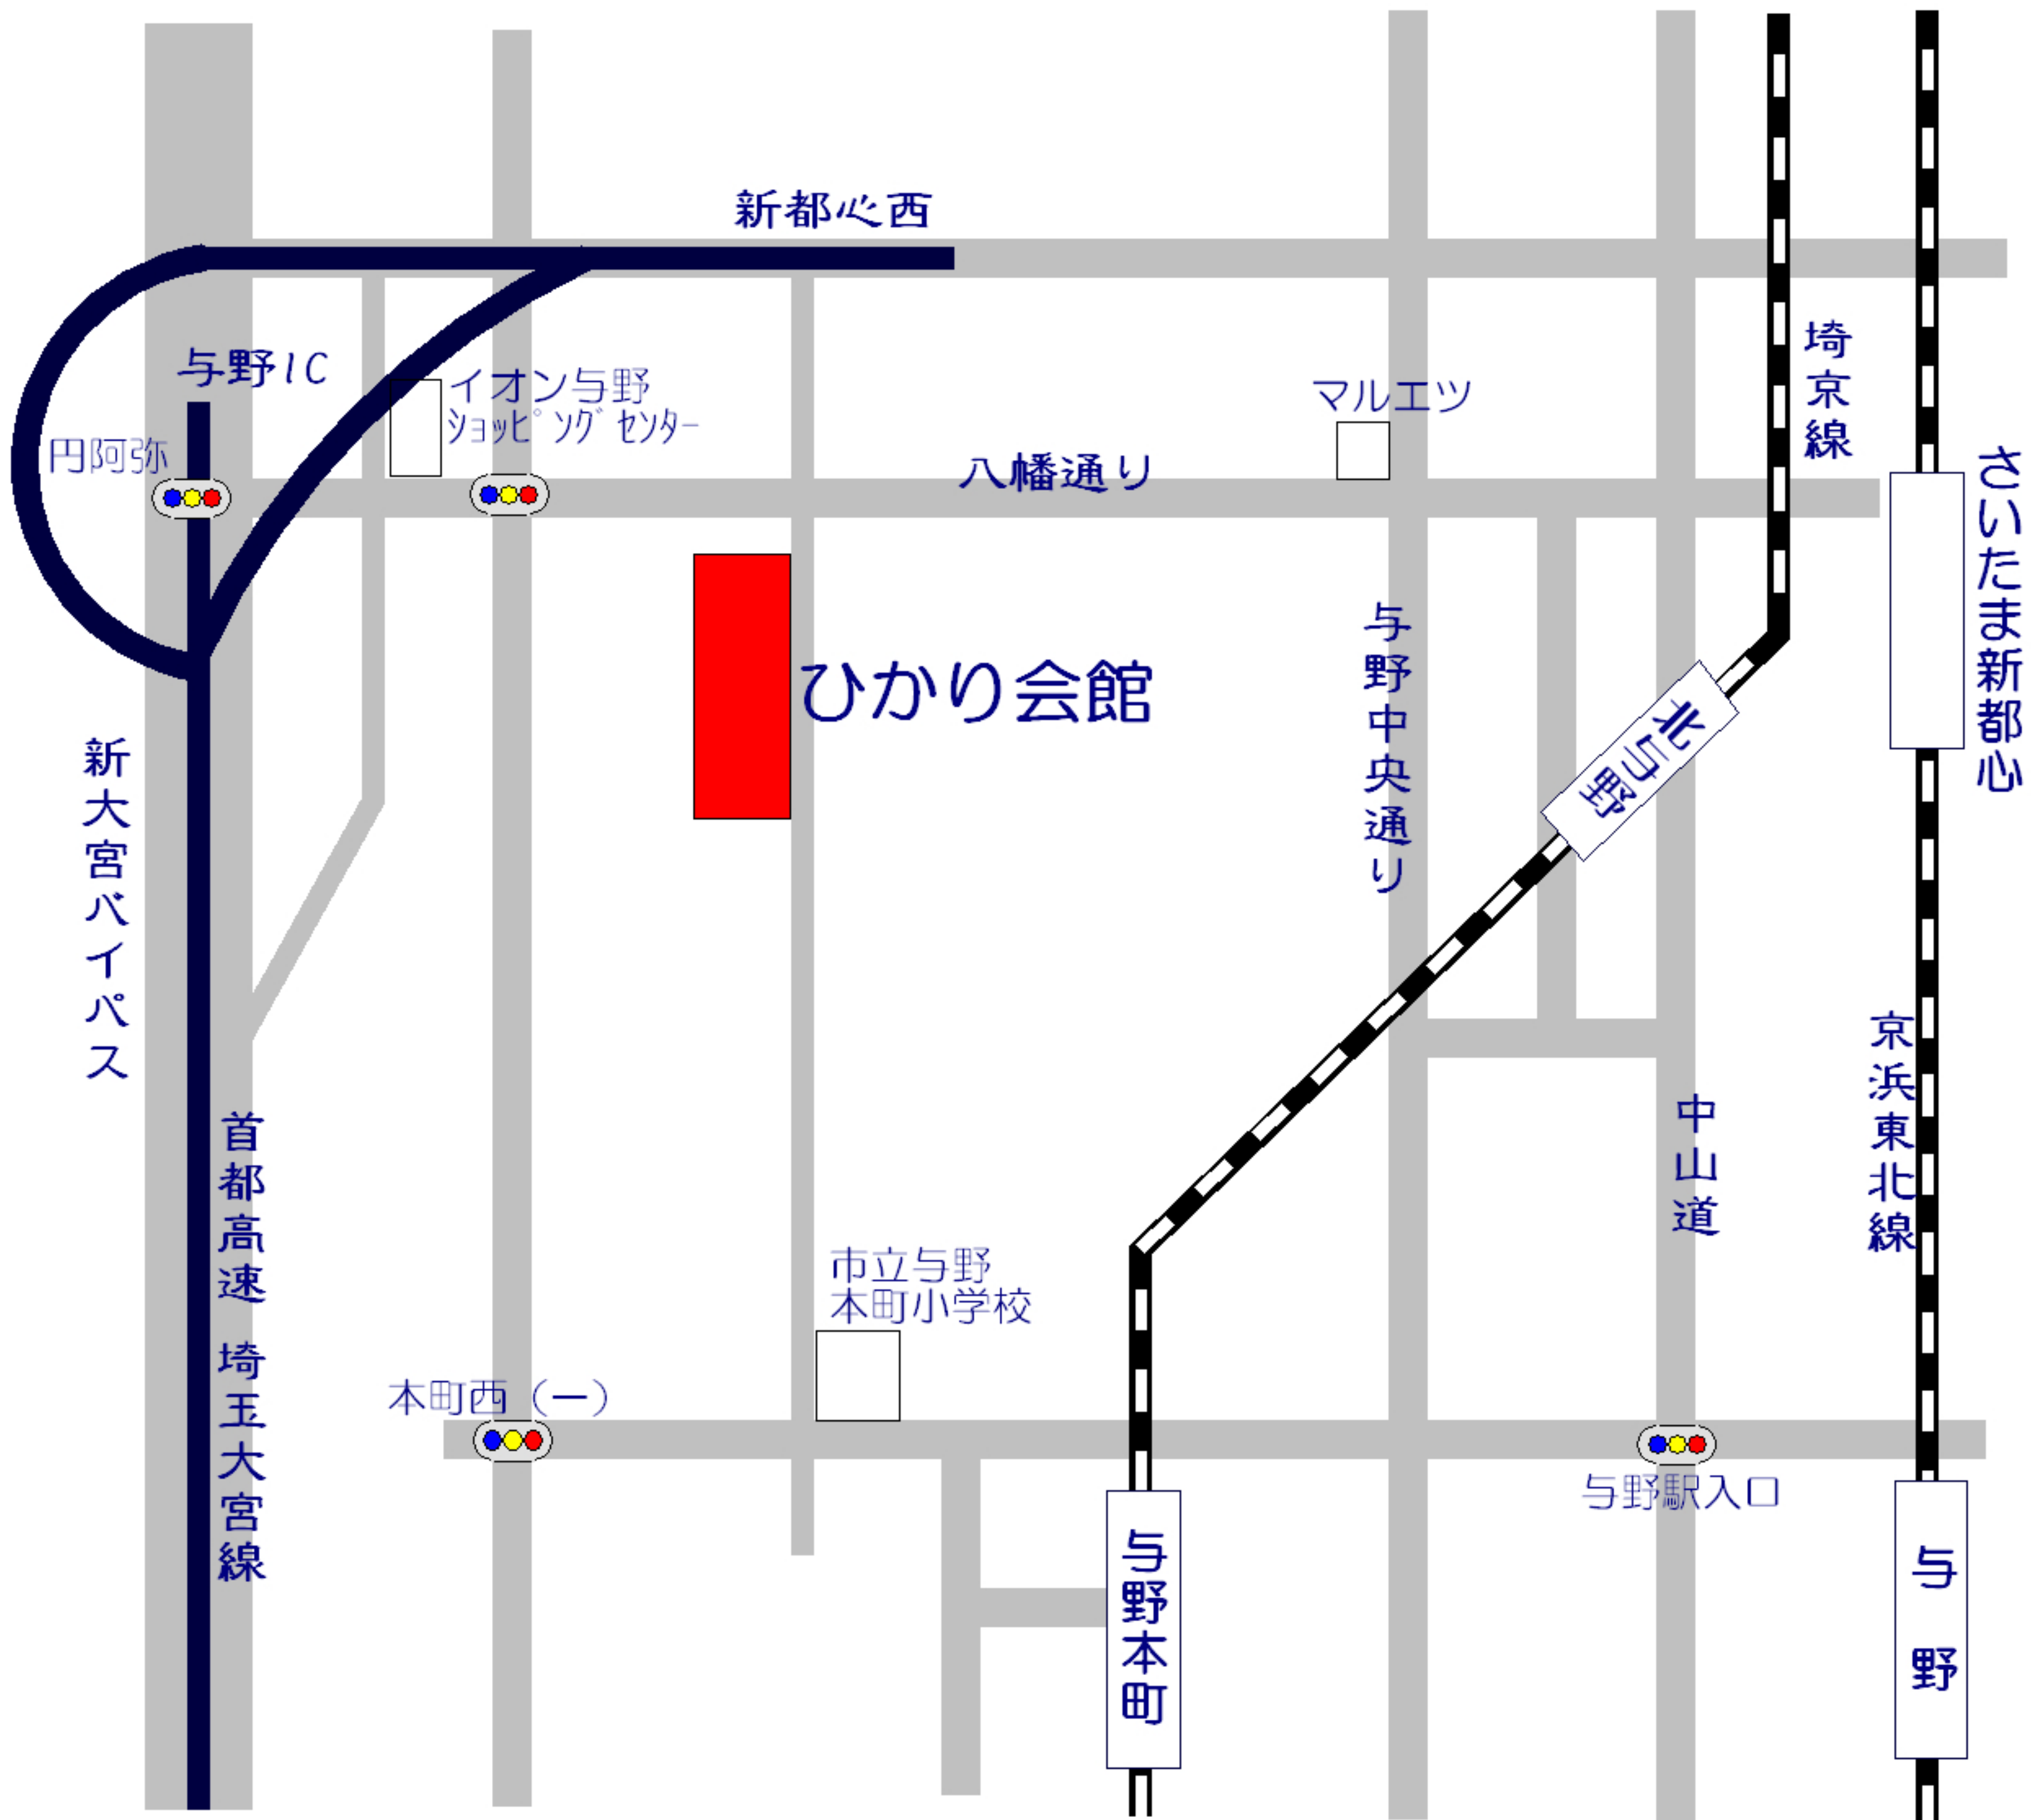 新都心西
与野IC
イオン与野
ｼｮｯﾋﾟﾝｸﾞｾﾝﾀｰ
マルエツ
埼京線
円阿弥
八幡通り
さいたま新都心
ひかり会館
与野中央通り
北与野
新大宮バイパス
首都高速 埼玉大宮線
京浜東北線
中山道
市立与野
本町小学校
本町西（一）
与野駅入口
与野本町
与野